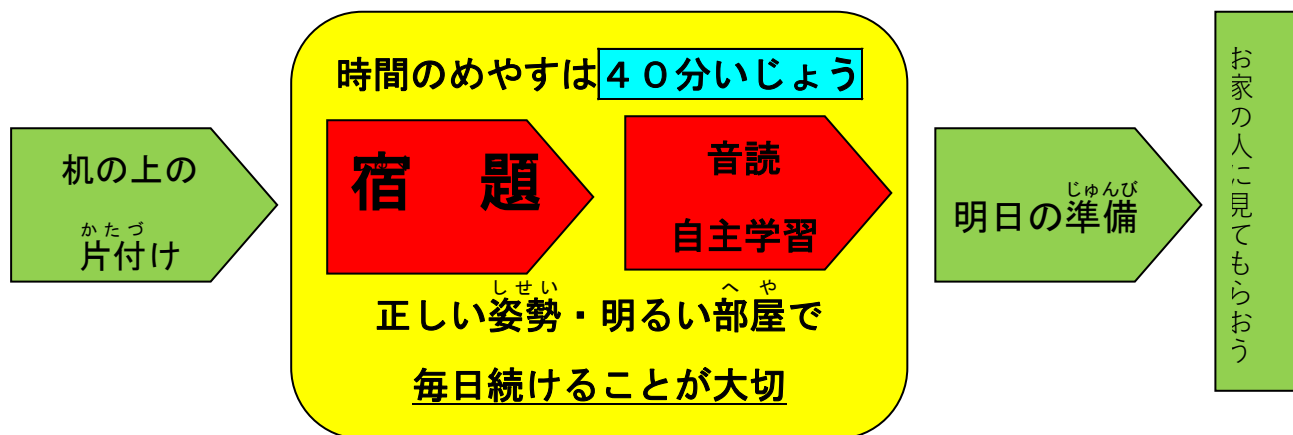 机の上の
片付け
かたづ
時間のめやすは４０分いじょう
宿　題
音読
自主学習
正しい姿勢・明るい部屋で
しせい
へや
毎日続けることが大切
明日の準備
じゅんび
お家の人に見てもらおう